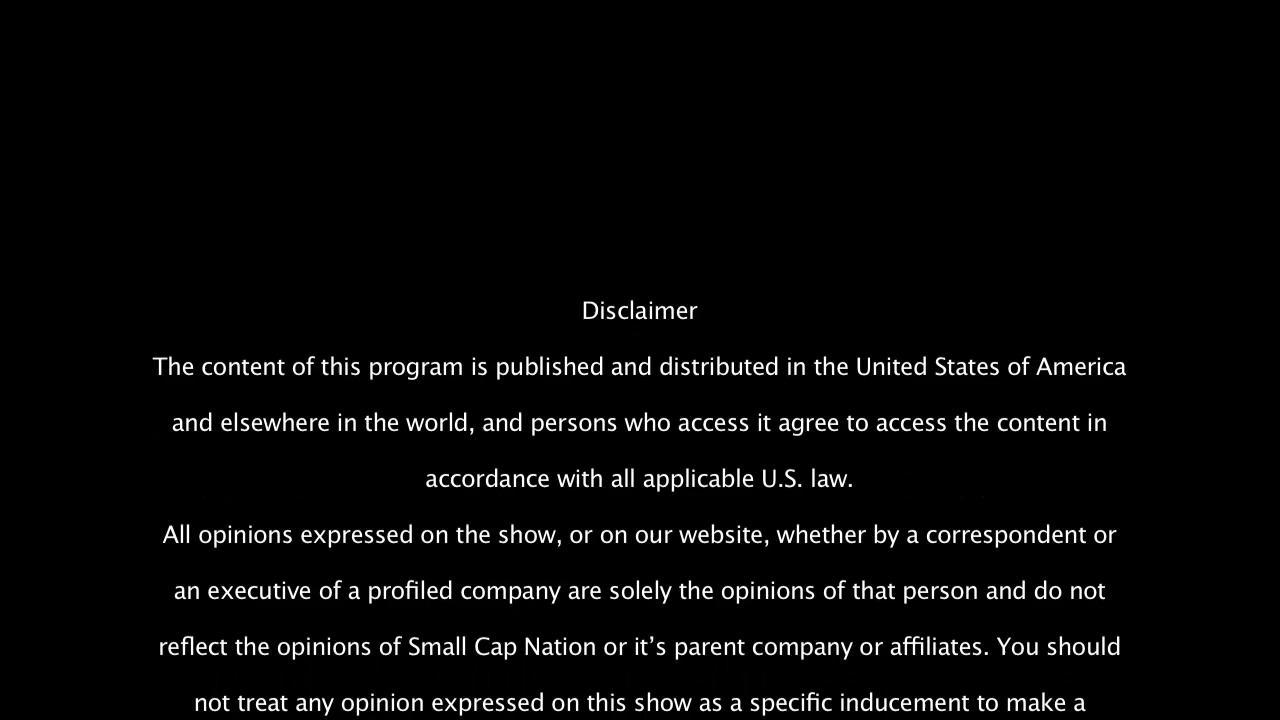 Disclaimer
The content of this program is published and distributed in the United States of America
and elsewhere in the world, and persons who access it agree to access the content in
accordance with all applicable U.S. law.
All opinions expressed on the show, or on our website, whether by a correspondent or
an executive of a profiled company are solely the opinions of that person and do not
reflect the opinions of Small Cap Nation or it’s parent company or affiliates. You should
not treat any opinion expressed on this show as a specific inducement to make a